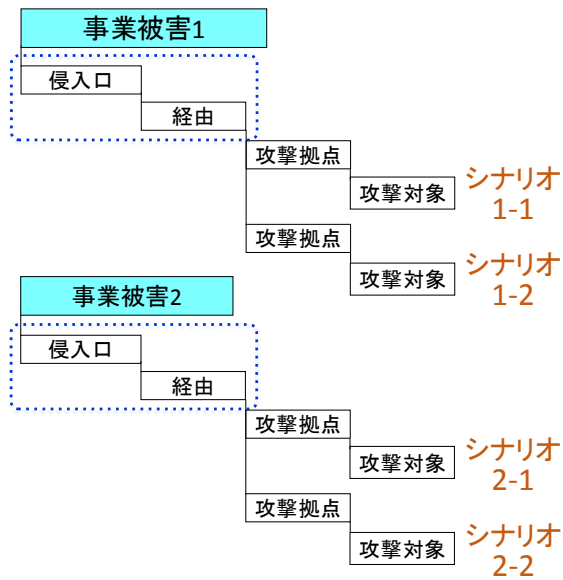 事業被害1
侵入口
経由
攻撃拠点
攻撃対象
シナリオ
1-1
攻撃拠点
攻撃対象
シナリオ
1-2
事業被害2
侵入口
経由
攻撃拠点
攻撃対象
シナリオ
2-1
攻撃拠点
攻撃対象
シナリオ
2-2